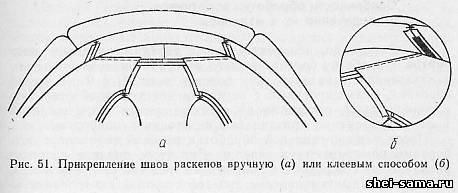 а
б
Рис. 51. Прикрепление швов раскепов вручную (а) или клеевым способом (б)
shei-sama.ru